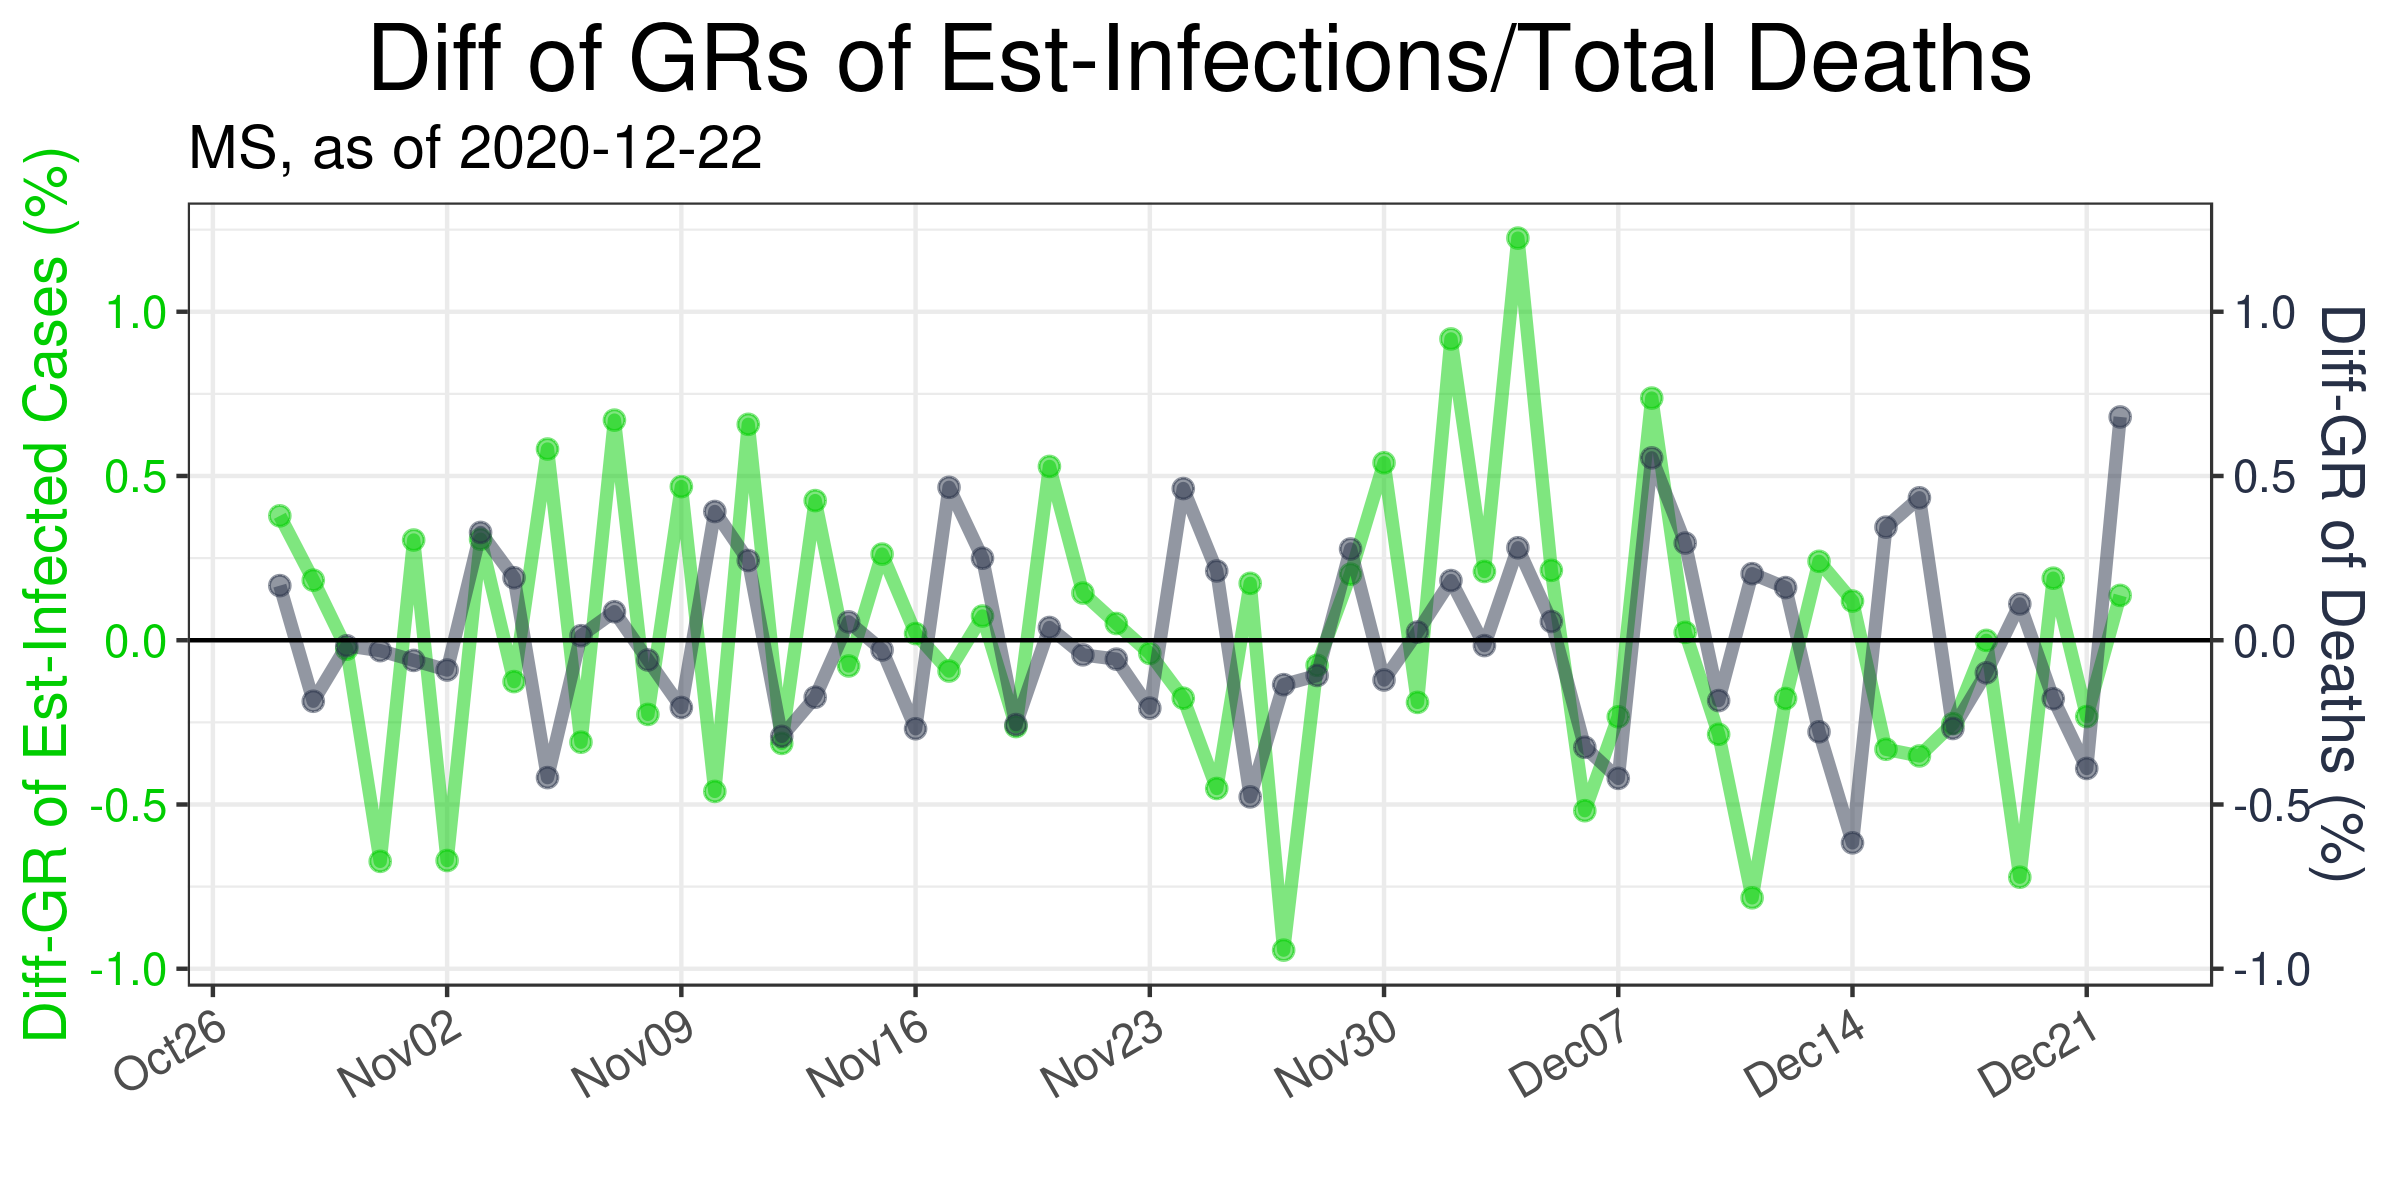 Diff of GRs of Est-Infections/Total Deaths
MS, as of 2020-12-22
Diff-GR of Est-Infected Cases (%)
1.0
0.5
0.0
-0.5
-1.0
1.0
0.5
0.0
-0.5
-1.0
Diff-GR of Deaths (%)
Oct26
Nov02
Nov09
Nov16
Nov23
Nov30
Dec07
Dec14
Dec21